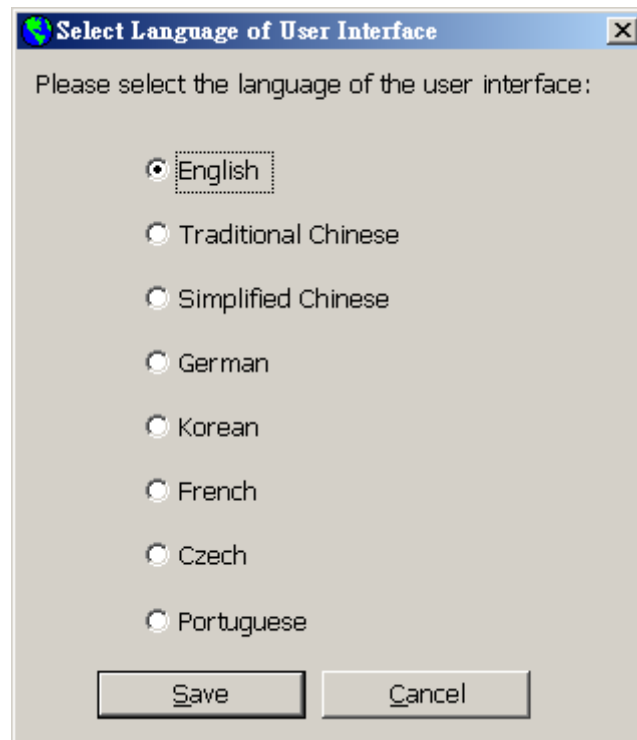 Select Language of User Interface
Please select the language of the user interface:
English
Traditional Chinese
Simplified Chinese
German
Korean
French
Czech
Portuguese
Save Cancel